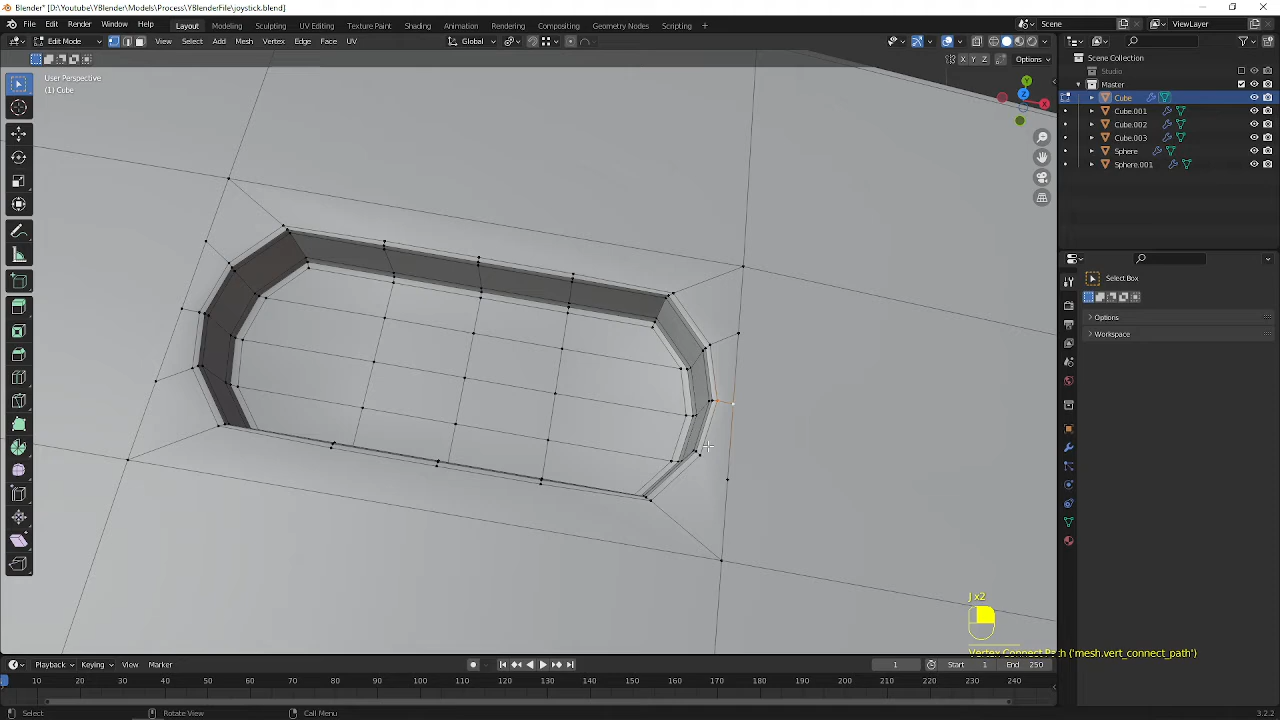 Blender* [D:\Youtube\YBlender\Models\Process\YBlenderFile\joystick.blend]
File Edit Render Window Help Layout Modeling Sculpting UV Editing Texture Paint Shading Animation Rendering Compositing Geometry Nodes Scripting + Scene ViewLayer
Edit Mode View Select Add Mesh Vertex Edge Face UV Global
X Y Z Options
User Perspective
(1) Cube
Scene Collection
Studio
Master
Cube
Cube.001
Cube.002
Cube.003
Sphere
Sphere.001
Select Box
Options
Workspace
Y
Z
X
J x2
Vertex Connect Path ('mesh.vert_connect_path')
Playback Keying View Marker 1 Start 1 End 250
10 20 30 40 50 60 70 80 90 100 110 120 130 140 150 160 170 180 190 200 210 220 230 240
Select Rotate View Call Menu 3.2.2